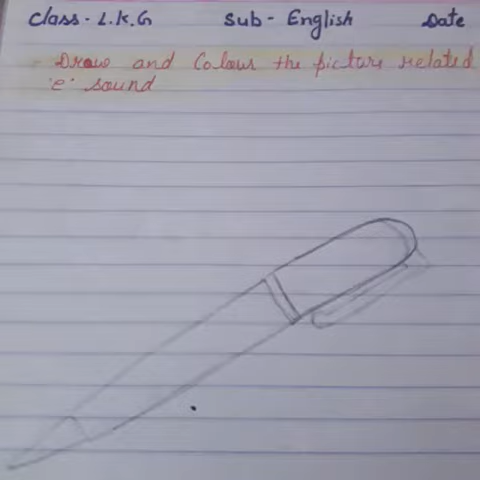 Class - L.K.G Sub - English Date
Draw and Colour the picture related
'e' sound